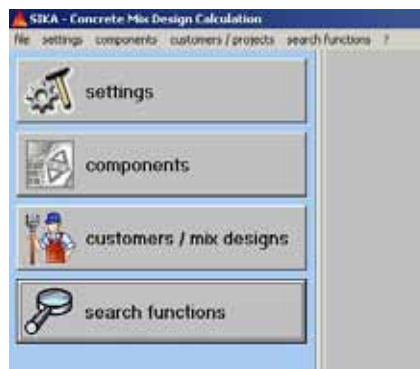 SIKA - Concrete Mix Design Calculation
file settings components customers / projects search functions ?
settings
components
customers / mix designs
search functions